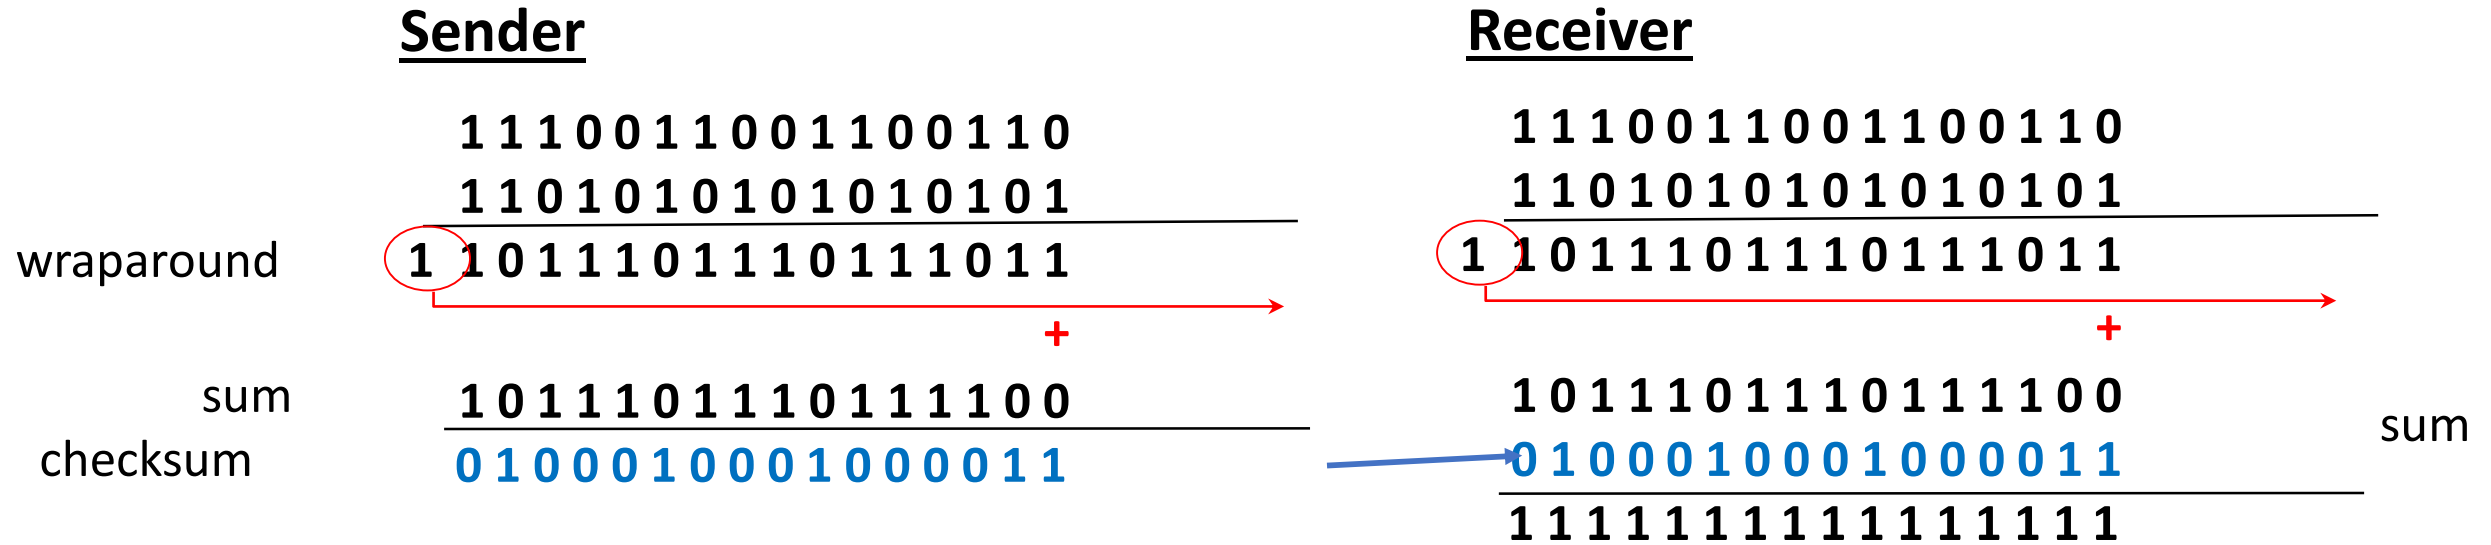 Sender
1 1 1 0 0 1 1 0 0 1 1 0 0 1 1 0
1 1 0 1 0 1 0 1 0 1 0 1 0 1 0 1
wraparound 1 1 0 1 1 1 0 1 1 1 0 1 1 1 0 1 1
+
sum 1 0 1 1 1 0 1 1 1 0 1 1 1 1 0 0
checksum 0 1 0 0 0 1 0 0 0 1 0 0 0 0 1 1
Receiver
1 1 1 0 0 1 1 0 0 1 1 0 0 1 1 0
1 1 0 1 0 1 0 1 0 1 0 1 0 1 0 1
1 1 0 1 1 1 0 1 1 1 0 1 1 1 0 1 1
+
1 0 1 1 1 0 1 1 1 0 1 1 1 1 0 0
sum
0 1 0 0 0 1 0 0 0 1 0 0 0 0 1 1
1 1 1 1 1 1 1 1 1 1 1 1 1 1 1 1